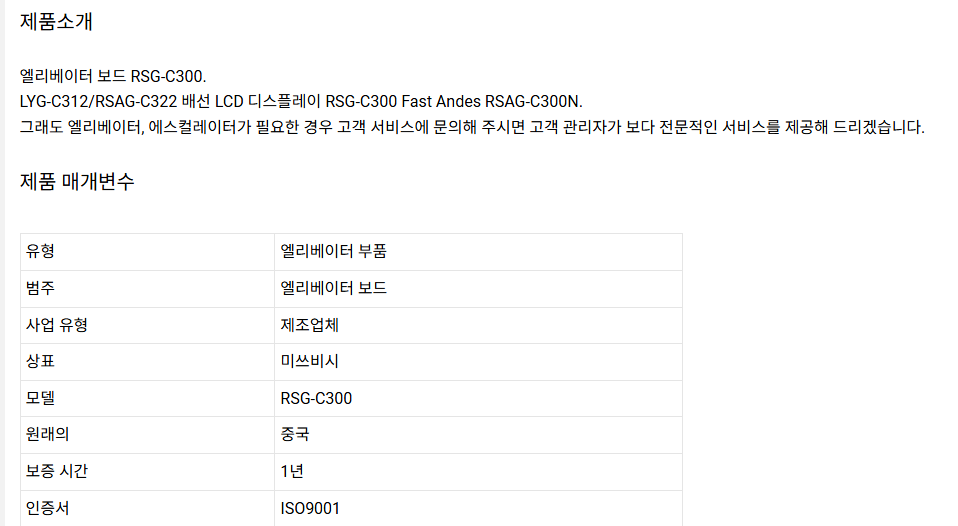 제품소개
엘리베이터 보드 RSG-C300.
LYG-C312/RSAG-C322 배선 LCD 디스플레이 RSG-C300 Fast Andes RSAG-C300N.
그래도 엘리베이터, 에스컬레이터가 필요한 경우 고객 서비스에 문의해 주시면 고객 관리자가 보다 전문적인 서비스를 제공해 드리겠습니다.
제품 매개변수
유형 엘리베이터 부품
범주 엘리베이터 보드
사업 유형 제조업체
상표 미쓰비시
모델 RSG-C300
원래의 중국
보증 시간 1년
인증서 ISO9001